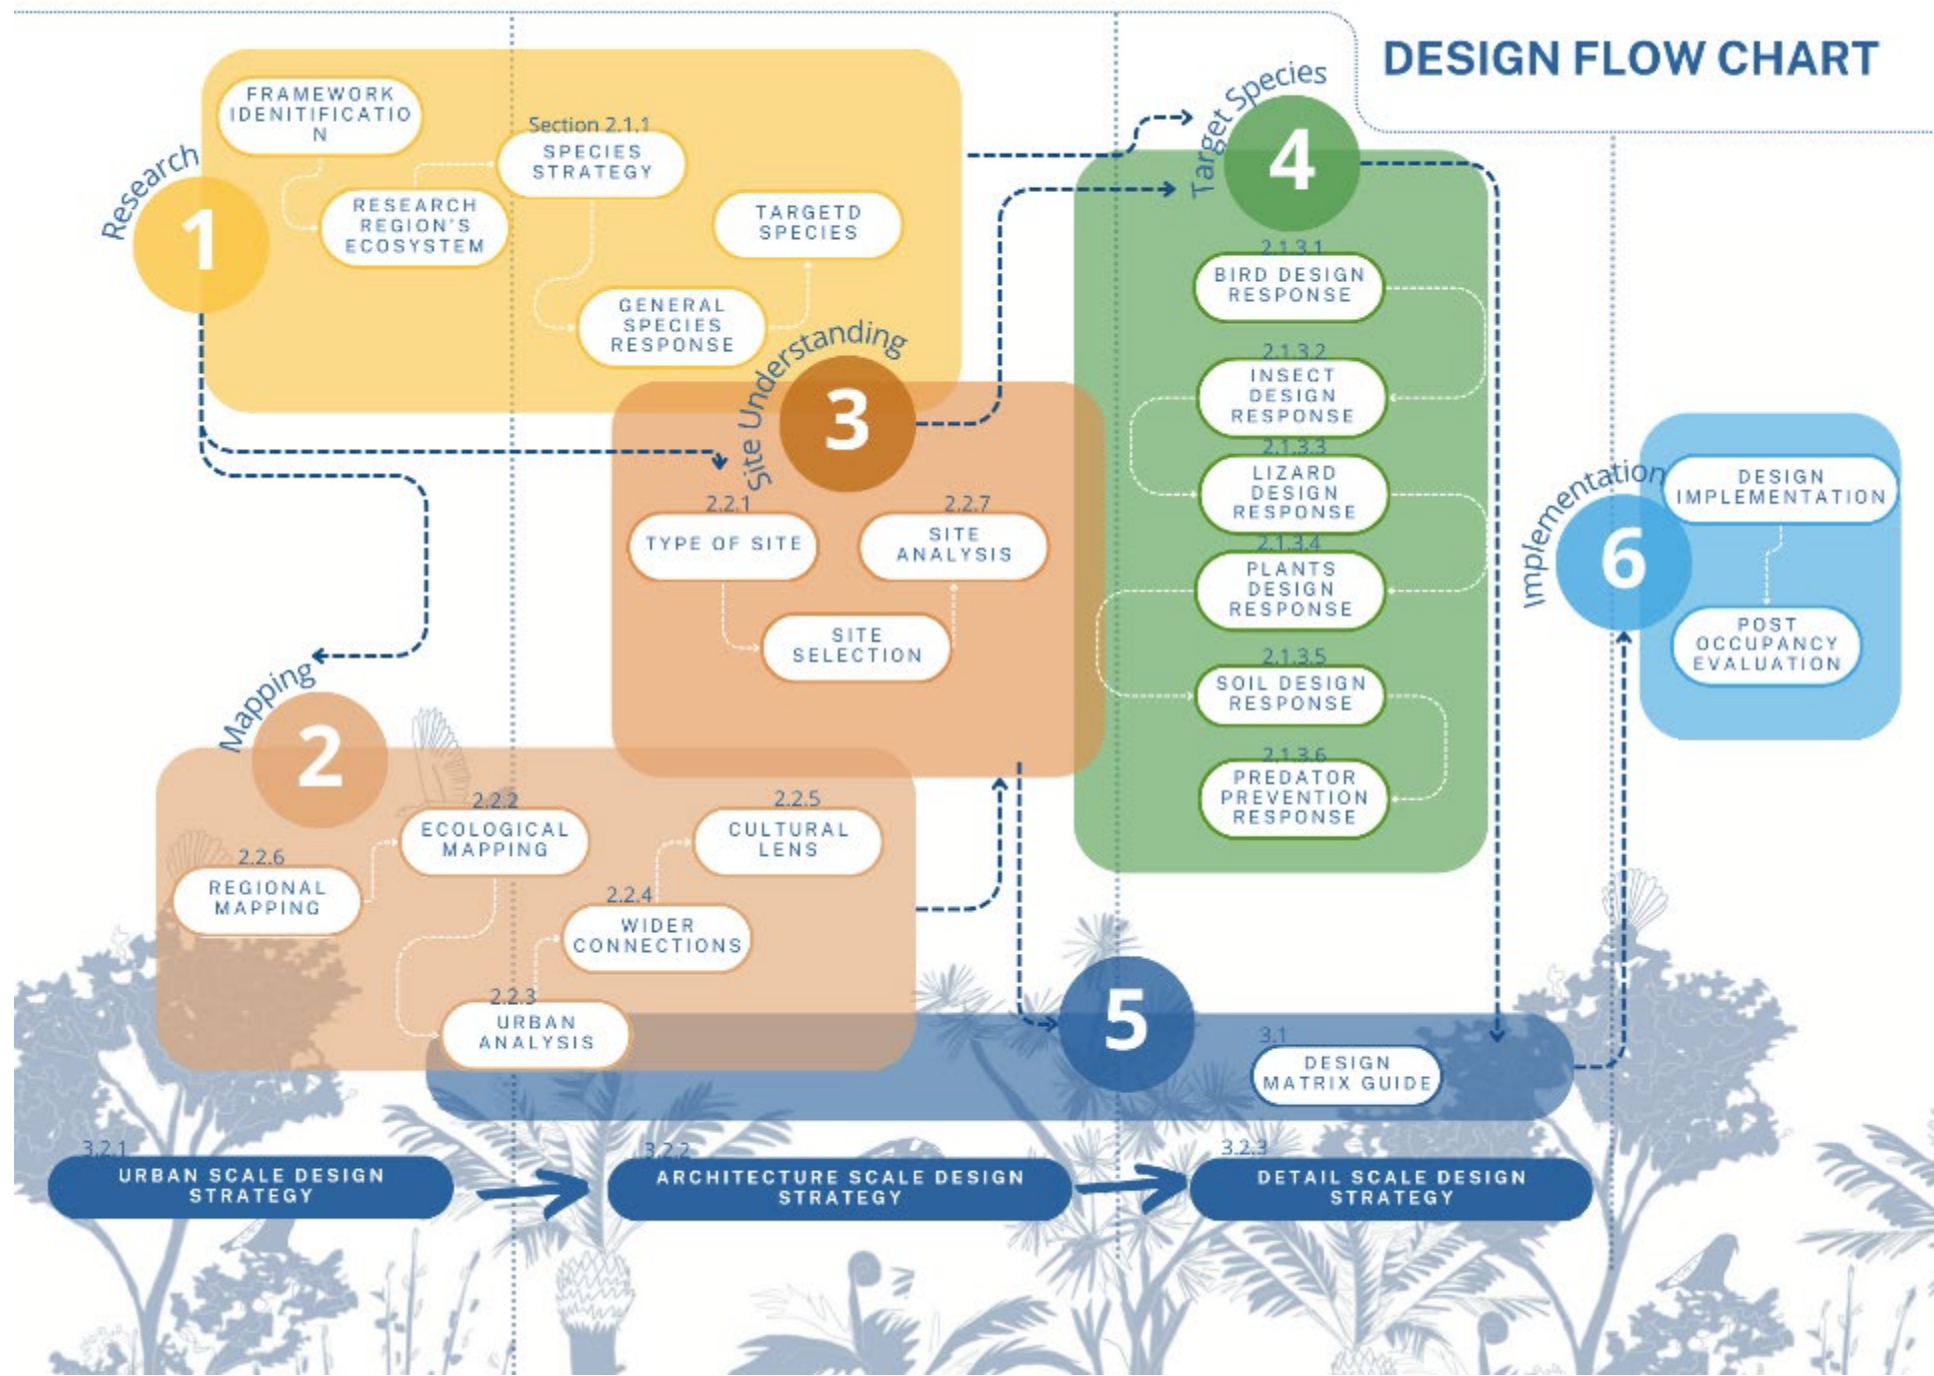 DESIGN FLOW CHART
Research
1
FRAMEWORK
IDENITIFICATIO
N
RESEARCH
REGION'S
ECOSYSTEM
Section 2.1.1
SPECIES
STRATEGY
GENERAL
SPECIES
RESPONSE
TARGETD
SPECIES
Mapping
2
2.2.6
REGIONAL
MAPPING
2.2.2
ECOLOGICAL
MAPPING
2.2.3
URBAN
ANALYSIS
2.2.4
WIDER
CONNECTIONS
2.2.5
CULTURAL
LENS
Site Understanding
3
2.2.1
TYPE OF SITE
SITE
SELECTION
2.2.7
SITE
ANALYSIS
Target Species
4
2.1.3.1
BIRD DESIGN
RESPONSE
2.1.3.2
INSECT
DESIGN
RESPONSE
2.1.3.3
LIZARD
DESIGN
RESPONSE
2.1.3.4
PLANTS
DESIGN
RESPONSE
2.1.3.5
SOIL DESIGN
RESPONSE
2.1.3.6
PREDATOR
PREVENTION
RESPONSE
5
3.1
DESIGN
MATRIX GUIDE
Implementation
6
DESIGN
IMPLEMENTATION
POST
OCCUPANCY
EVALUATION
3.2.1
URBAN SCALE DESIGN
STRATEGY
3.2.2
ARCHITECTURE SCALE DESIGN
STRATEGY
3.2.3
DETAIL SCALE DESIGN
STRATEGY